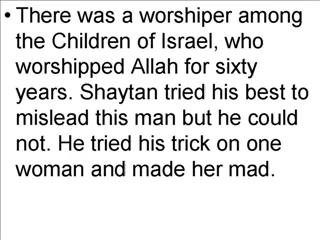 • There was a worshiper among
the Children of Israel, who
worshipped Allah for sixty
years. Shaytan tried his best to
mislead this man but he could
not. He tried his trick on one
woman and made her mad.